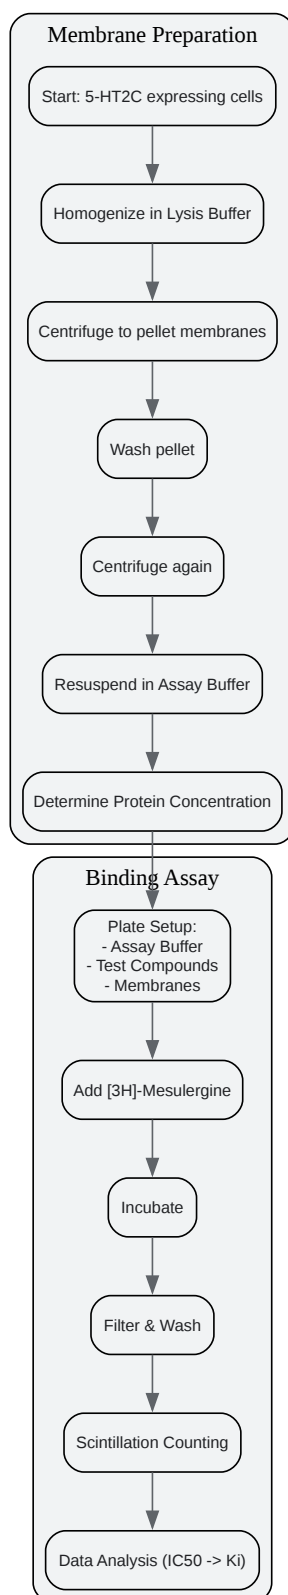 Membrane Preparation
Start: 5-HT2C expressing cells
Homogenize in Lysis Buffer
Centrifuge to pellet membranes
Wash pellet
Centrifuge again
Resuspend in Assay Buffer
Determine Protein Concentration
Binding Assay
Plate Setup:
- Assay Buffer
- Test Compounds
- Membranes
Add [3H]-Mesulergine
Incubate
Filter & Wash
Scintillation Counting
Data Analysis (IC50 -> Ki)